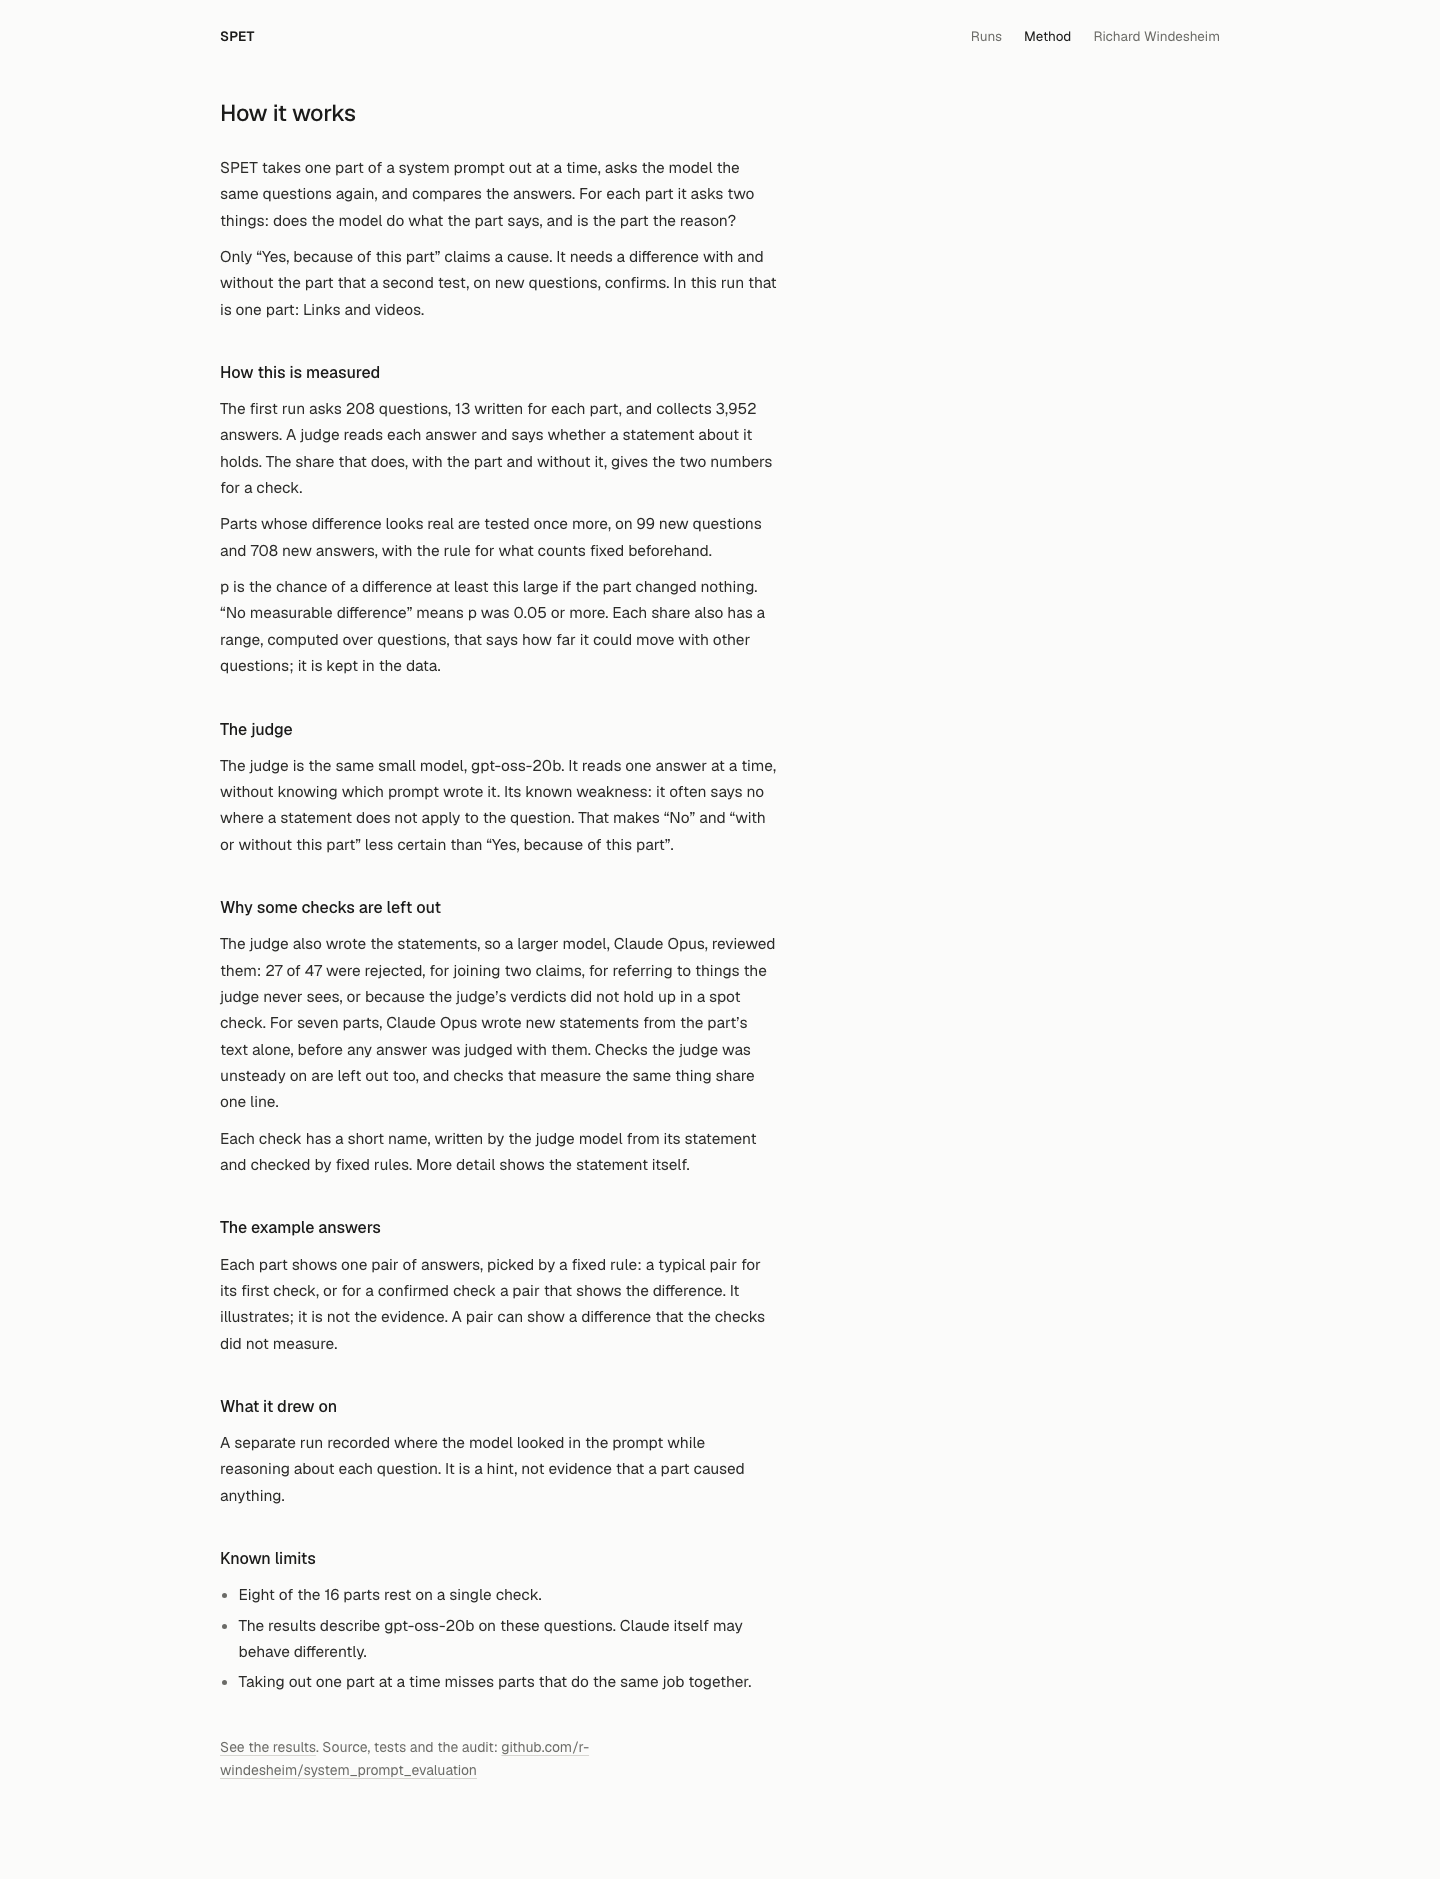 SPET
Runs
Method
Richard Windesheim
How it works
SPET takes one part of a system prompt out at a time, asks the model the
same questions again, and compares the answers. For each part it asks two
things: does the model do what the part says, and is the part the reason?
Only “Yes, because of this part” claims a cause. It needs a difference with and
without the part that a second test, on new questions, confirms. In this run that
is one part: Links and videos.
How this is measured
The first run asks 208 questions, 13 written for each part, and collects 3,952
answers. A judge reads each answer and says whether a statement about it
holds. The share that does, with the part and without it, gives the two numbers
for a check.
Parts whose difference looks real are tested once more, on 99 new questions
and 708 new answers, with the rule for what counts fixed beforehand.
p is the chance of a difference at least this large if the part changed nothing.
“No measurable difference” means p was 0.05 or more. Each share also has a
range, computed over questions, that says how far it could move with other
questions; it is kept in the data.
The judge
The judge is the same small model, gpt-oss-20b. It reads one answer at a time,
without knowing which prompt wrote it. Its known weakness: it often says no
where a statement does not apply to the question. That makes “No” and “with
or without this part” less certain than “Yes, because of this part”.
Why some checks are left out
The judge also wrote the statements, so a larger model, Claude Opus, reviewed
them: 27 of 47 were rejected, for joining two claims, for referring to things the
judge never sees, or because the judge’s verdicts did not hold up in a spot
check. For seven parts, Claude Opus wrote new statements from the part’s
text alone, before any answer was judged with them. Checks the judge was
unsteady on are left out too, and checks that measure the same thing share
one line.
Each check has a short name, written by the judge model from its statement
and checked by fixed rules. More detail shows the statement itself.
The example answers
Each part shows one pair of answers, picked by a fixed rule: a typical pair for
its first check, or for a confirmed check a pair that shows the difference. It
illustrates; it is not the evidence. A pair can show a difference that the checks
did not measure.
What it drew on
A separate run recorded where the model looked in the prompt while
reasoning about each question. It is a hint, not evidence that a part caused
anything.
Known limits
• Eight of the 16 parts rest on a single check.
• The results describe gpt-oss-20b on these questions. Claude itself may
behave differently.
• Taking out one part at a time misses parts that do the same job together.
See the results. Source, tests and the audit: github.com/r-
windesheim/system_prompt_evaluation